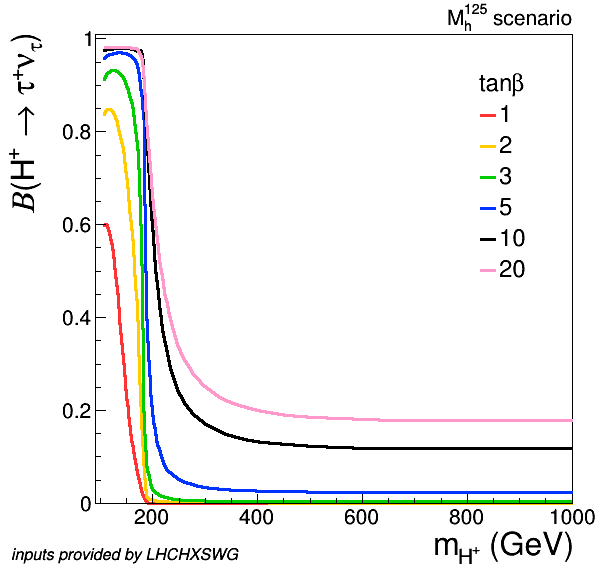 M_h^125 scenario
B(H⁺ → τ⁺ν_τ)
1
0.8
0.6
0.4
0.2
0
tanβ
1
2
3
5
10
20
200 400 600 800 1000
m_H⁺ (GeV)
inputs provided by LHCHXSWG